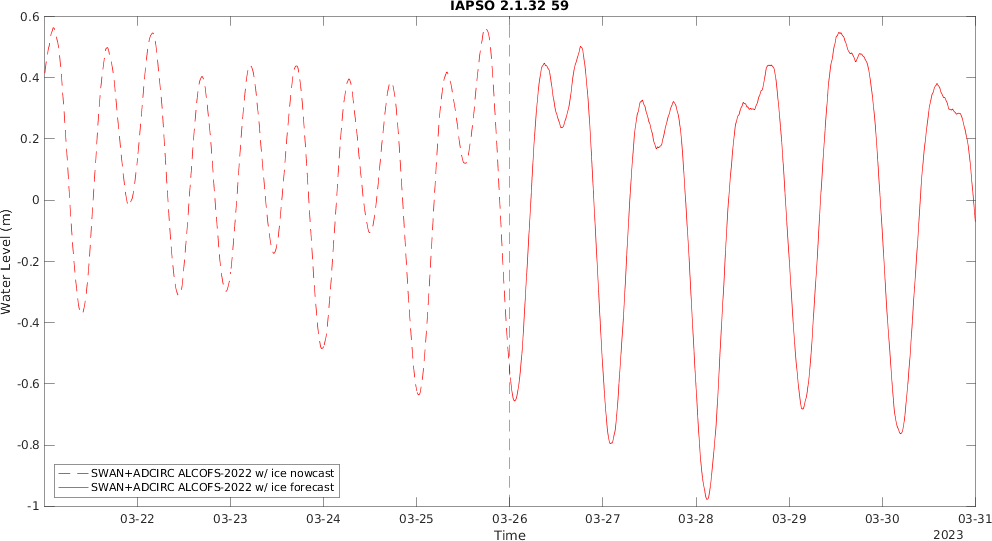 IAPSO 2.1.32 59
Water Level (m)
0.6
0.4
0.2
0
-0.2
-0.4
-0.6
-0.8
-1
SWAN+ADCIRC ALCOFS-2022 w/ ice nowcast
SWAN+ADCIRC ALCOFS-2022 w/ ice forecast
03-22 03-23 03-24 03-25 03-26 03-27 03-28 03-29 03-30 03-31
Time
2023